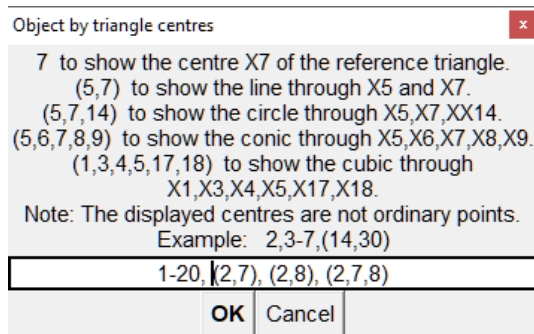 Object by triangle centres x
7 to show the centre X7 of the reference triangle.
(5,7) to show the line through X5 and X7.
(5,7,14) to show the circle through X5,X7,XX14.
(5,6,7,8,9) to show the conic through X5,X6,X7,X8,X9.
(1,3,4,5,17,18) to show the cubic through
X1,X3,X4,X5,X17,X18.
Note: The displayed centres are not ordinary points.
Example: 2,3-7,(14,30)
1-20, (2,7), (2,8), (2,7,8)
OK Cancel